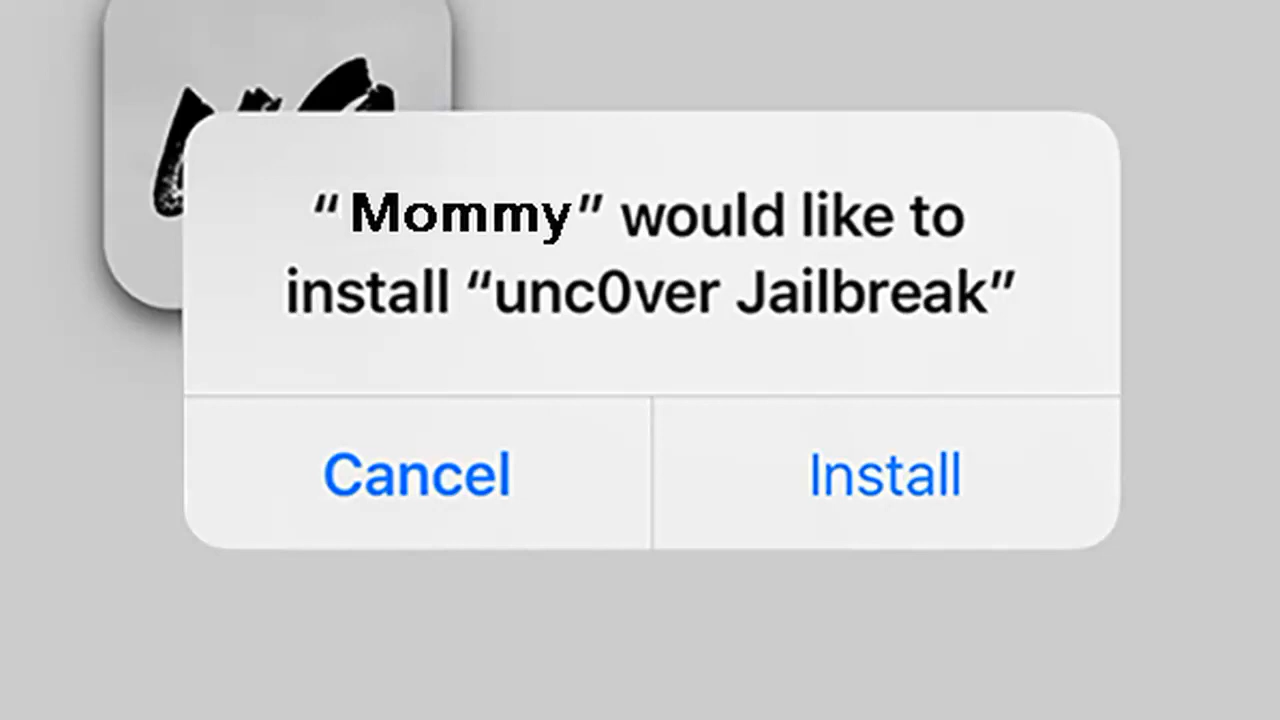 “Mommy” would like to
install “unc0ver Jailbreak”
Cancel
Install